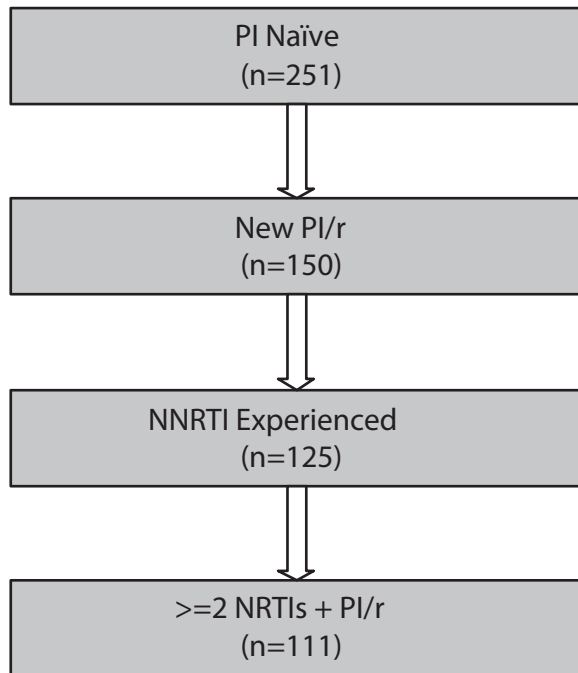 PI Naïve
(n=251)
New PI/r
(n=150)
NNRTI Experienced
(n=125)
>=2 NRTIs + PI/r
(n=111)